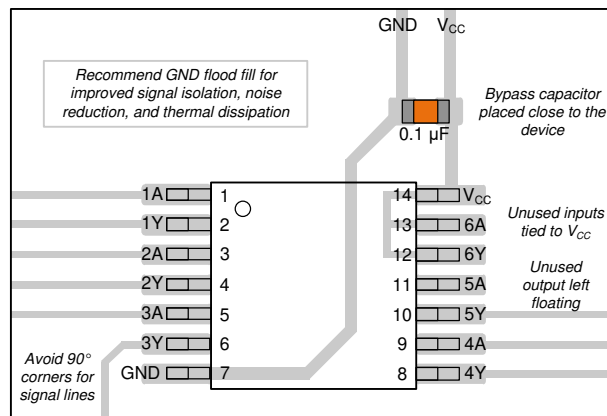 GND VCC
Recommend GND flood fill for
improved signal isolation, noise
reduction, and thermal dissipation
Bypass capacitor
placed close to the
device
0.1 µF
1A 1 14 VCC
1Y 2 13 6A
2A 3 12 6Y
2Y 4 11 5A
3A 5 10 5Y
3Y 6 9 4A
GND 7 8 4Y
Unused inputs
tied to VCC
Unused
output left
floating
Avoid 90°
corners for
signal lines